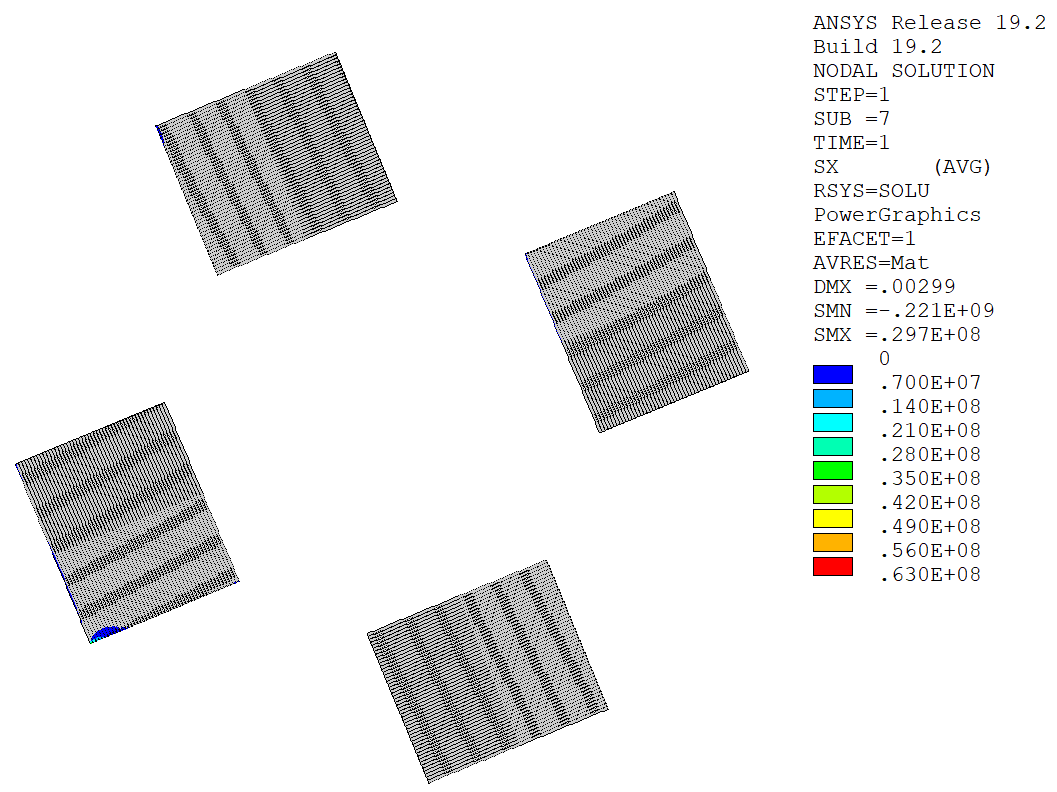 ANSYS Release 19.2
Build 19.2
NODAL SOLUTION
STEP=1
SUB =7
TIME=1
SX       (AVG)
RSYS=SOLU
PowerGraphics
EFACET=1
AVRES=Mat
DMX =.00299
SMN =-.221E+09
SMX =.297E+08
0
.700E+07
.140E+08
.210E+08
.280E+08
.350E+08
.420E+08
.490E+08
.560E+08
.630E+08